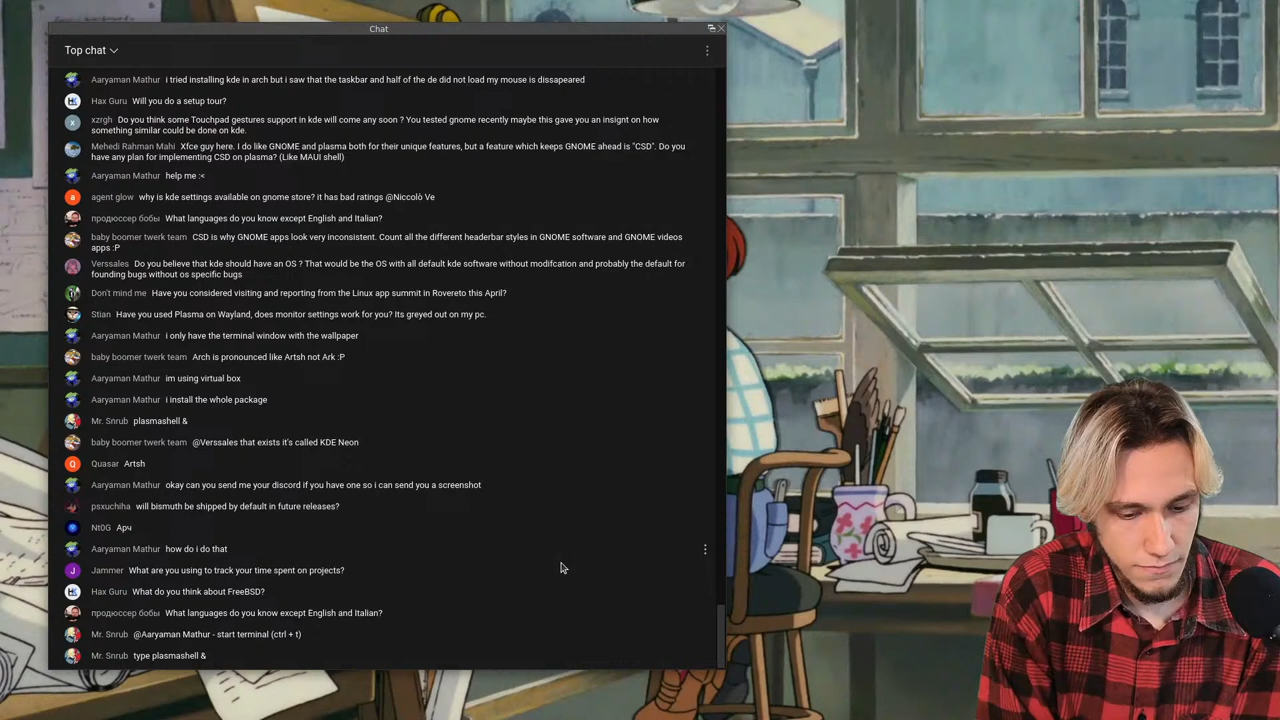 Chat
Top chat
Aaryaman Mathur i tried installing kde in arch but i saw that the taskbar and half of the de did not load my mouse is dissapeared
Hax Guru Will you do a setup tour?
xzrgh Do you think some Touchpad gestures support in kde will come any soon ? You tested gnome recently maybe this gave you an insignt on how
something similar could be done on kde.
Mehedi Rahman Mahi Xfce guy here. I do like GNOME and plasma both for their unique features, but a feature which keeps GNOME ahead is "CSD". Do you
have any plan for implementing CSD on plasma? (Like MAUI shell)
Aaryaman Mathur help me :<
a agent glow why is kde settings available on gnome store? it has bad ratings @Niccolò Ve
продюссер бобы What languages do you know except English and Italian?
baby boomer twerk team CSD is why GNOME apps look very inconsistent. Count all the different headerbar styles in GNOME software and GNOME videos
apps :P
Verssales Do you believe that kde should have an OS ? That would be the OS with all default kde software without modifcation and probably the default for
founding bugs without os specific bugs
Don't mind me Have you considered visiting and reporting from the Linux app summit in Rovereto this April?
Stian Have you used Plasma on Wayland, does monitor settings work for you? Its greyed out on my pc.
Aaryaman Mathur i only have the terminal window with the wallpaper
baby boomer twerk team Arch is pronounced like Artsh not Ark :P
Aaryaman Mathur im using virtual box
Aaryaman Mathur i install the whole package
Mr. Snrub plasmashell &
baby boomer twerk team @Verssales that exists it's called KDE Neon
Q Quasar Artsh
Aaryaman Mathur okay can you send me your discord if you have one so i can send you a screenshot
psxuchiha will bismuth be shipped by default in future releases?
Nt0G Арч
Aaryaman Mathur how do i do that
J Jammer What are you using to track your time spent on projects?
Hax Guru What do you think about FreeBSD?
продюссер бобы What languages do you know except English and Italian?
Mr. Snrub @Aaryaman Mathur - start terminal (ctrl + t)
Mr. Snrub type plasmashell &